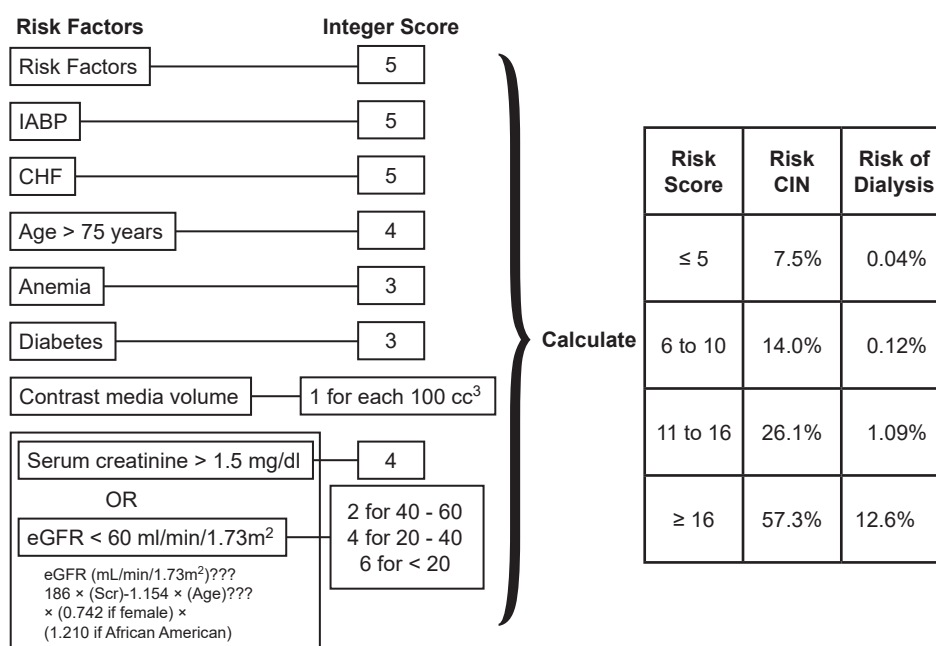 Risk Factors Integer Score
Risk Factors 5
IABP 5
CHF 5
Age > 75 years 4
Anemia 3
Diabetes 3
Contrast media volume 1 for each 100 cc³
Serum creatinine > 1.5 mg/dl 4
OR
eGFR < 60 ml/min/1.73m²
2 for 40 - 60
4 for 20 - 40
6 for < 20
eGFR (mL/min/1.73m²)???
186 × (Scr)-1.154 × (Age)???
× (0.742 if female) ×
(1.210 if African American)
Calculate
Risk Score Risk CIN Risk of Dialysis
≤ 5 7.5% 0.04%
6 to 10 14.0% 0.12%
11 to 16 26.1% 1.09%
≥ 16 57.3% 12.6%